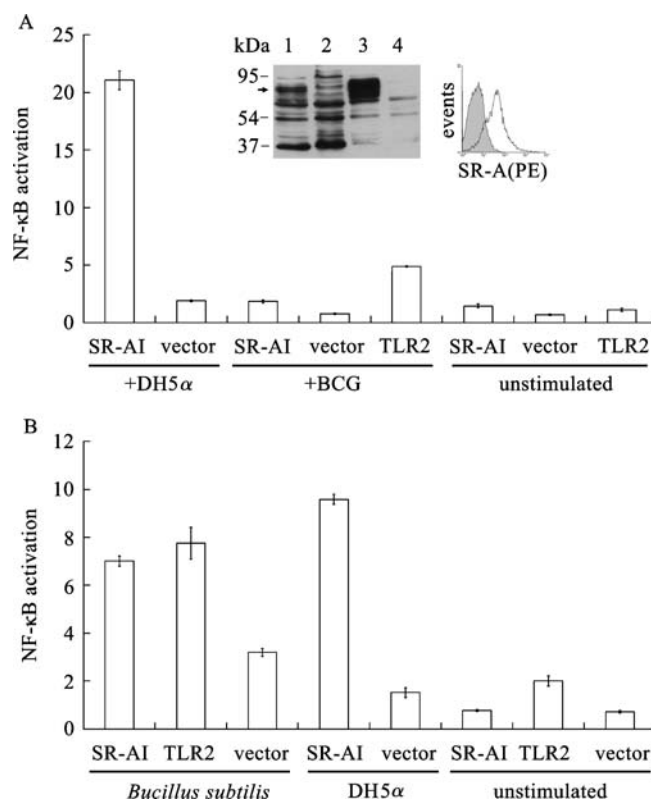 A
kDa 1 2 3 4
95
54
37
events
SR-A(PE)
NF-κB activation
25
20
15
10
5
0
SR-AI vector SR-AI vector TLR2 SR-AI vector TLR2
+DH5α +BCG unstimulated
B
NF-κB activation
12
10
8
6
4
2
0
SR-AI TLR2 vector SR-AI vector SR-AI TLR2 vector
Bucillus subtilis DH5α unstimulated